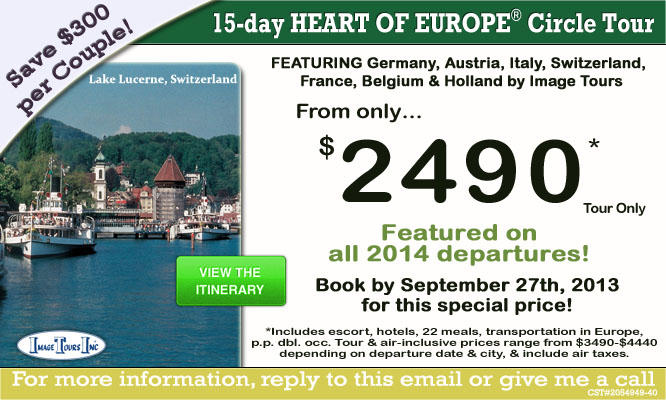 Save $300
per Couple!
15-day HEART OF EUROPE® Circle Tour
Lake Lucerne, Switzerland
FEATURING Germany, Austria, Italy, Switzerland,
France, Belgium & Holland by Image Tours
From only...
$2490*
Tour Only
Featured on
all 2014 departures!
VIEW THE
ITINERARY
Book by September 27th, 2013
for this special price!
*Includes escort, hotels, 22 meals, transportation in Europe,
p.p. dbl. occ. Tour & air-inclusive prices range from $3490-$4440
depending on departure date & city, & include air taxes.
IMAGE TOURS INC
For more information, reply to this email or give me a call
CST#2054949-40